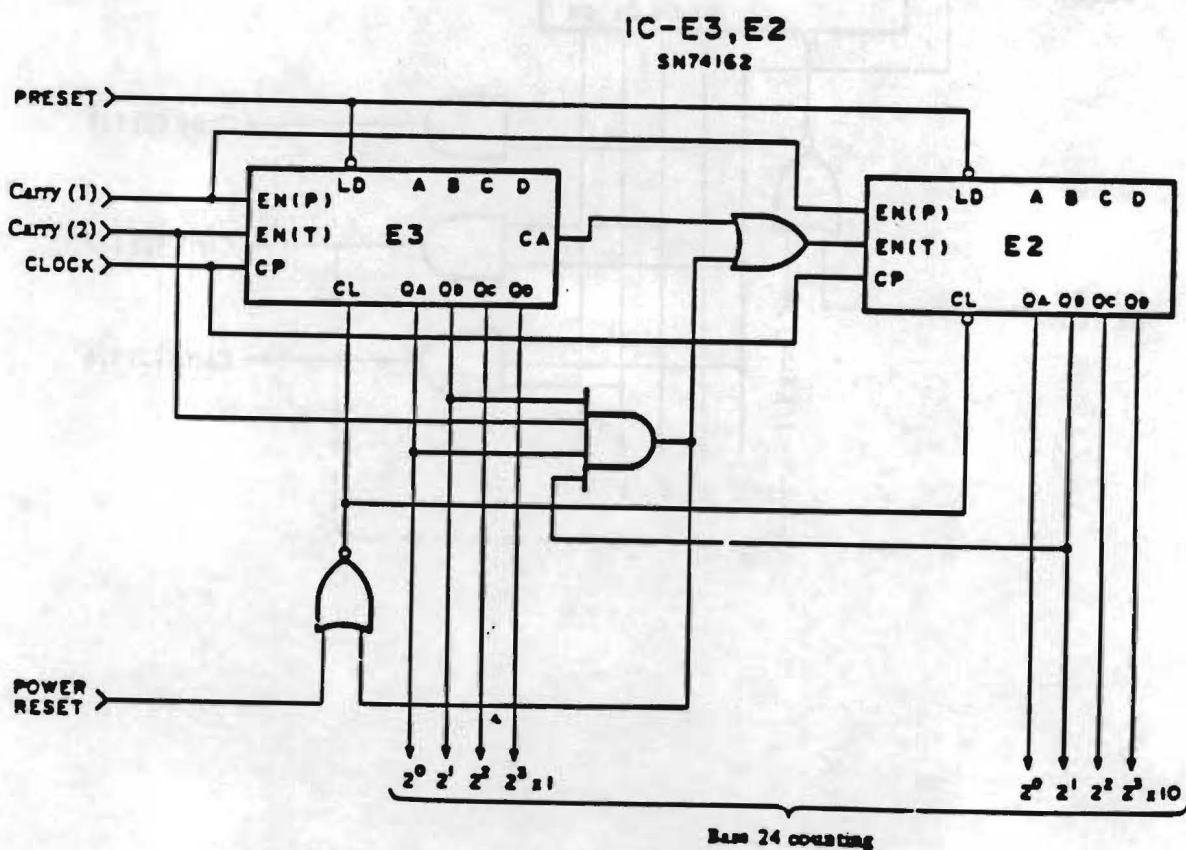 IC-E3, E2
SN74162
PRESET
Carry (1)
Carry (2)
CLOCK
LD A B C D
EN(P)
EN(T)
CP
E3
CA
CL QA QB QC QD
LD A B C D
EN(P)
EN(T)
CP
E2
CL QA QB QC QD
POWER
RESET
2⁰ 2¹ 2² 2³ x1
2⁰ 2¹ 2² 2³ x10
Base 24 counting